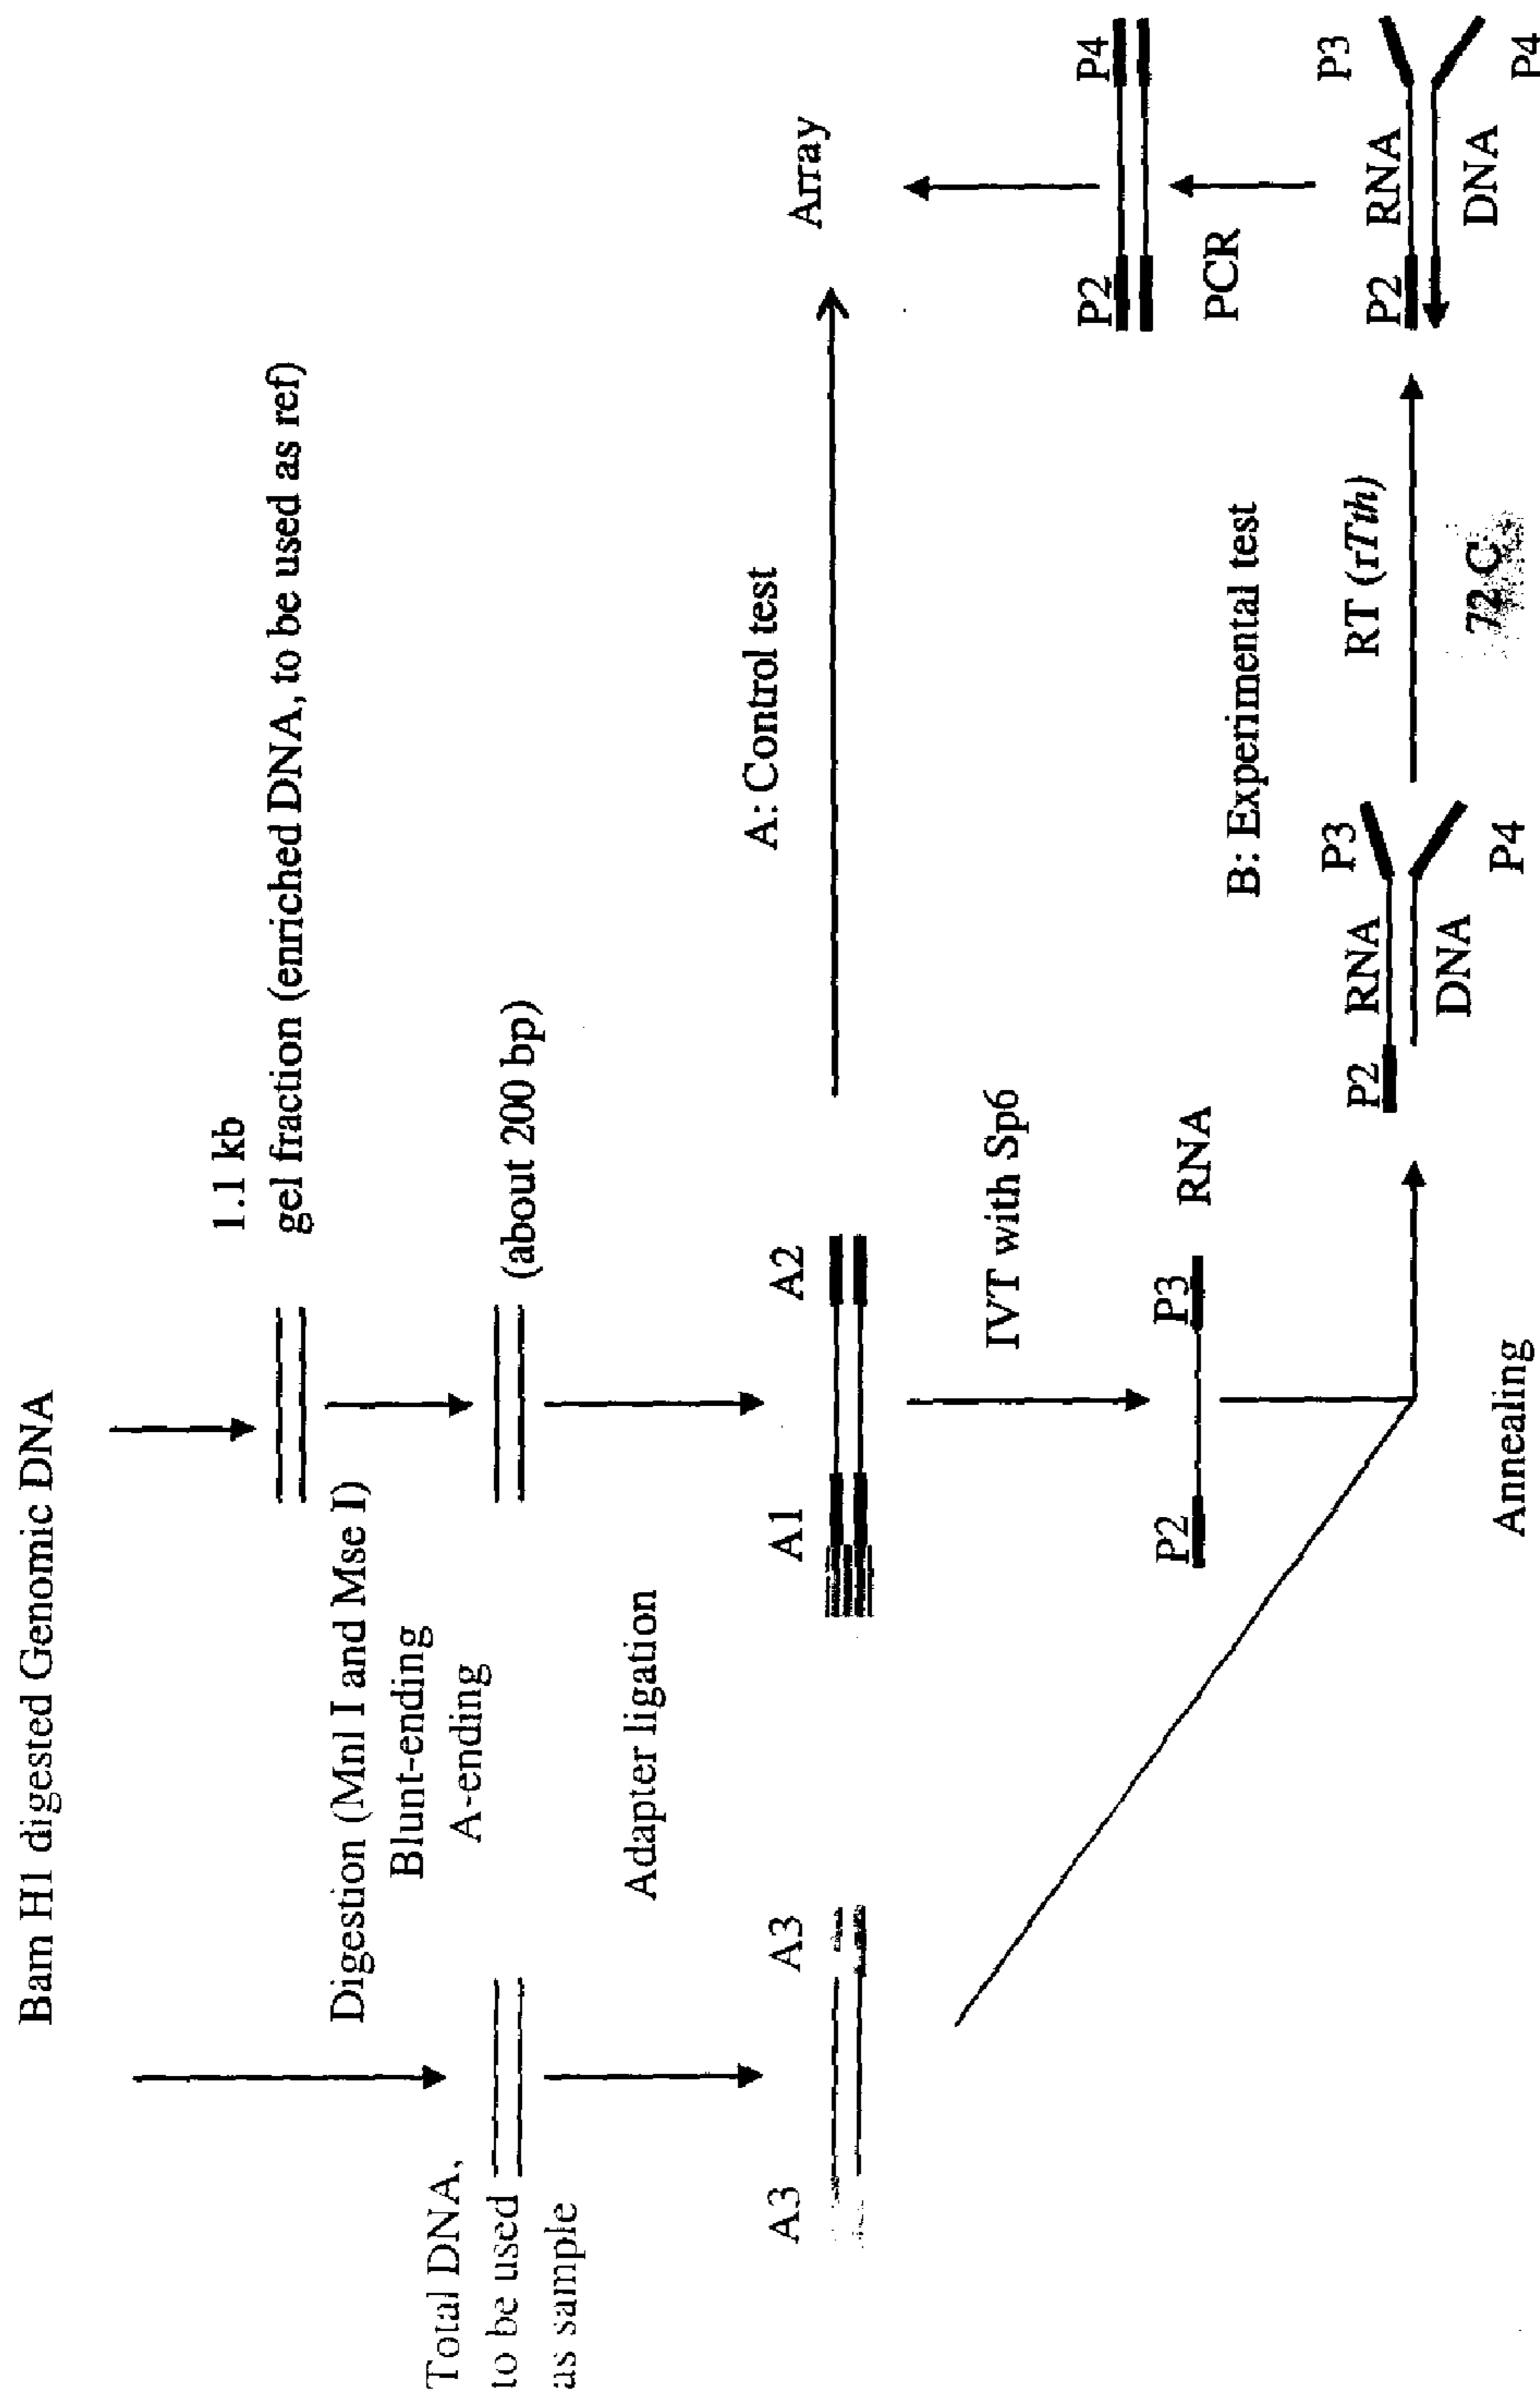 Bam H1 digested Genomic DNA
1.1 kb
gel fraction (enriched DNA, to be used as ref)
Digestion (Mnl I and Mse I)
Blunt-ending
A-ending
Total DNA,
to be used
as sample
(about 200 bp)
Adapter ligation
A3
A3
A1
A2
A: Control test
Array
IVT with Sp6
P2
P3
RNA
Annealing
P2
RNA
P3
DNA
P4
B: Experimental test
RT (rTth)
72 C
P2
RNA
P3
DNA
P4
PCR
P2
P4